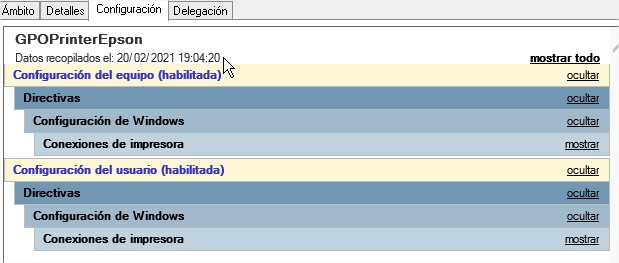 Ámbito Detalles Configuración Delegación
GPOPrinterEpson
Datos recopilados el: 20/02/2021 19:04:20 mostrar todo
Configuración del equipo (habilitada) ocultar
Directivas ocultar
Configuración de Windows ocultar
Conexiones de impresora mostrar
Configuración del usuario (habilitada) ocultar
Directivas ocultar
Configuración de Windows ocultar
Conexiones de impresora mostrar